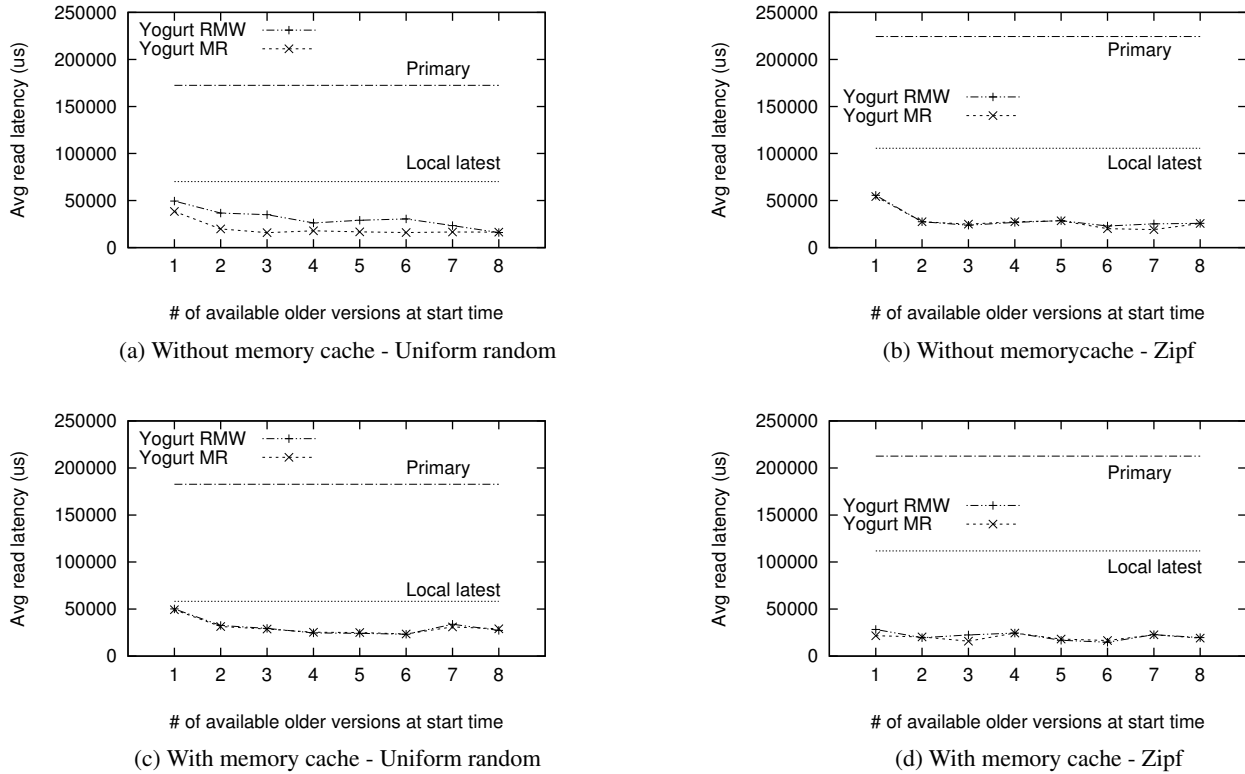 250000
200000
150000
100000
50000
0
Avg read latency (us)
Yogurt RMW
Yogurt MR
Primary
Local latest
1 2 3 4 5 6 7 8
# of available older versions at start time
(a) Without memory cache - Uniform random
250000
200000
150000
100000
50000
0
Avg read latency (us)
Primary
Yogurt RMW
Yogurt MR
Local latest
1 2 3 4 5 6 7 8
# of available older versions at start time
(b) Without memorycache - Zipf
250000
200000
150000
100000
50000
0
Avg read latency (us)
Yogurt RMW
Yogurt MR
Primary
Local latest
1 2 3 4 5 6 7 8
# of available older versions at start time
(c) With memory cache - Uniform random
250000
200000
150000
100000
50000
0
Avg read latency (us)
Primary
Yogurt RMW
Yogurt MR
Local latest
1 2 3 4 5 6 7 8
# of available older versions at start time
(d) With memory cache - Zipf